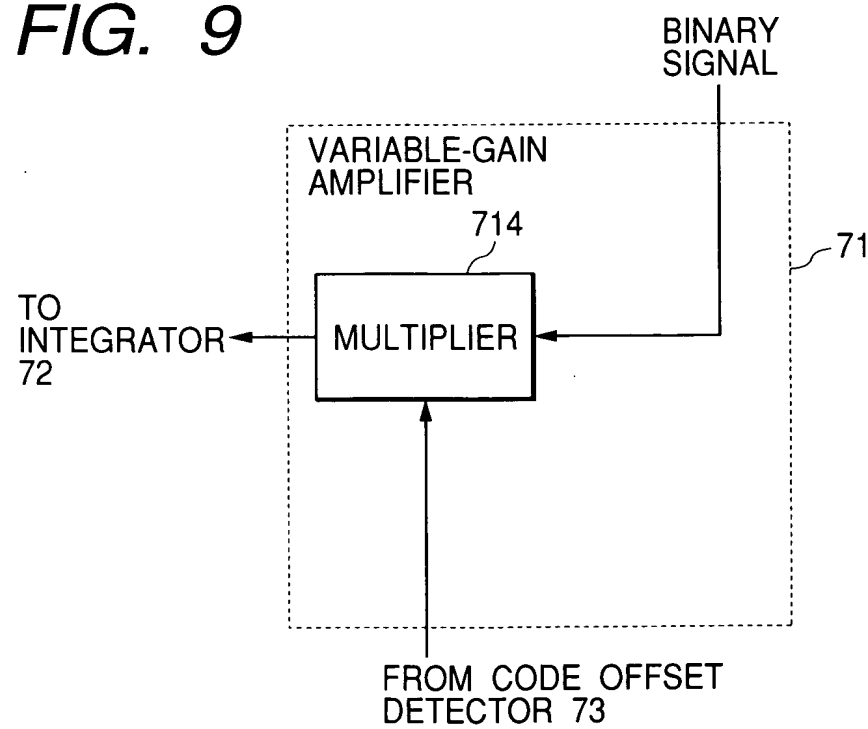 FIG. 9
BINARY
SIGNAL
VARIABLE-GAIN
AMPLIFIER
714
71
TO
INTEGRATOR
72
MULTIPLIER
FROM CODE OFFSET
DETECTOR 73